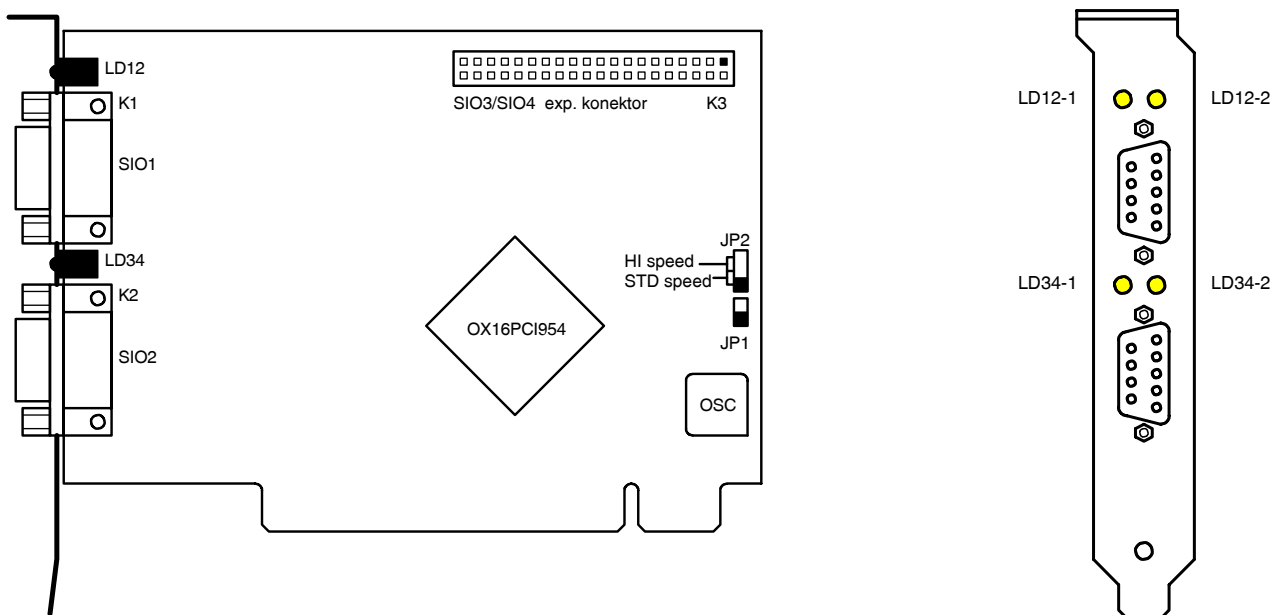 LD12
K1
SIO1
LD34
K2
SIO2
SIO3/SIO4 exp. konektor K3
OX16PCI954
JP2
HI speed
STD speed
JP1
OSC
LD12-1 LD12-2
LD34-1 LD34-2